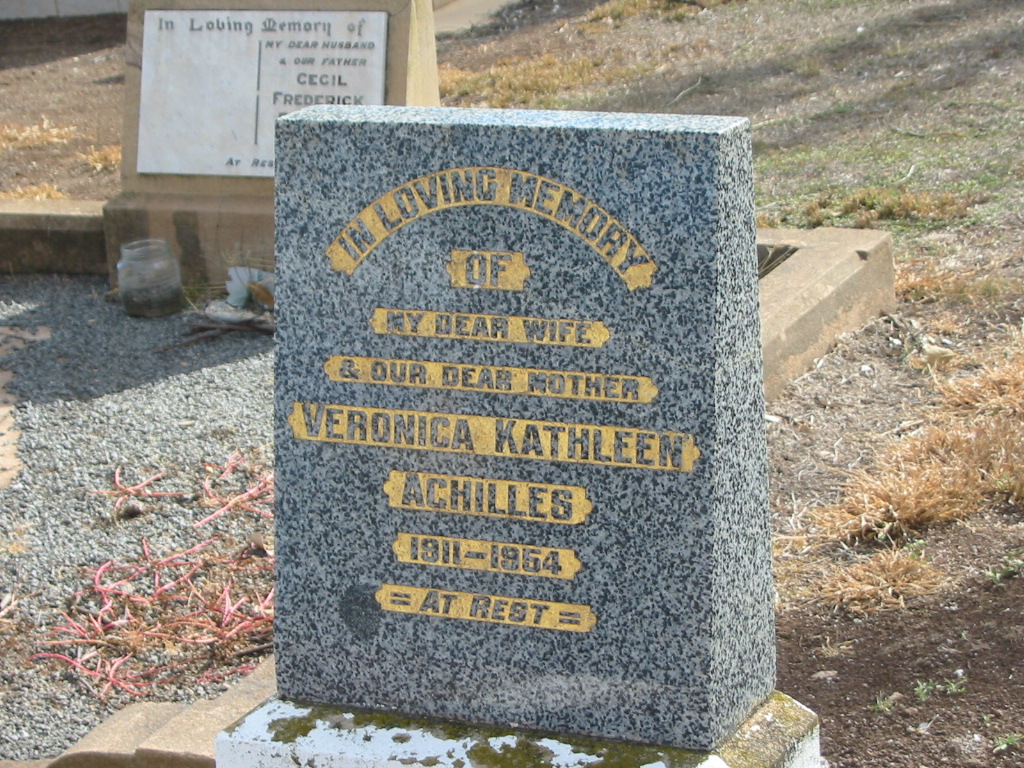 In Loving Memory of
MY DEAR HUSBAND
& OUR FATHER
CECIL
FREDERICK
AT
IN LOVING MEMORY
OF
MY DEAR WIFE
& OUR DEAR MOTHER
VERONICA KATHLEEN
ACHILLES
1911-1954
= AT REST =